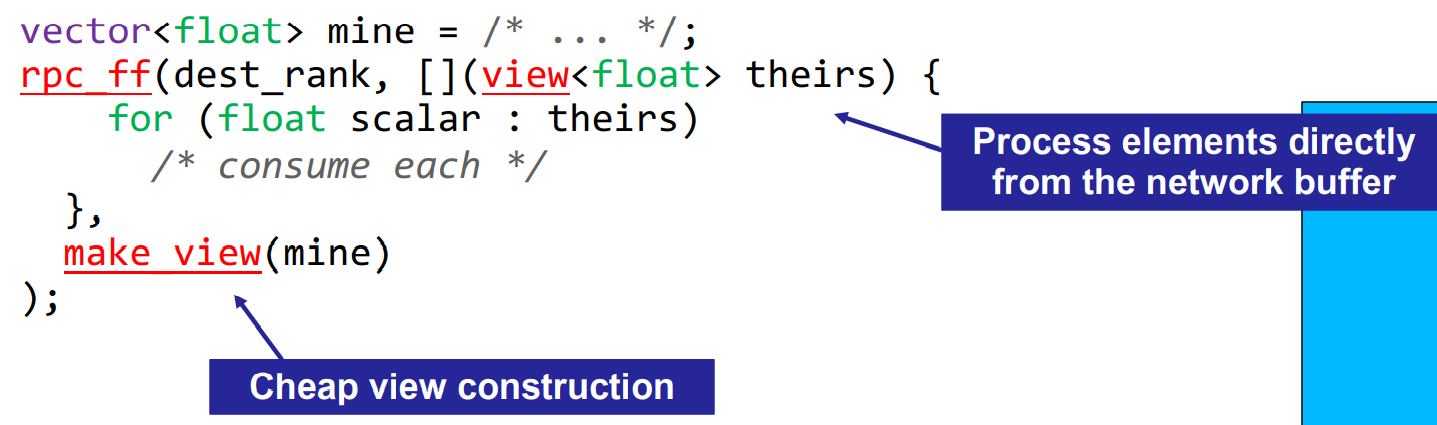 vector<float> mine = /* ... */;
rpc_ff(dest_rank, [](view<float> theirs) {
for (float scalar : theirs)
/* consume each */
},
make_view(mine)
);
Process elements directly
from the network buffer
Cheap view construction